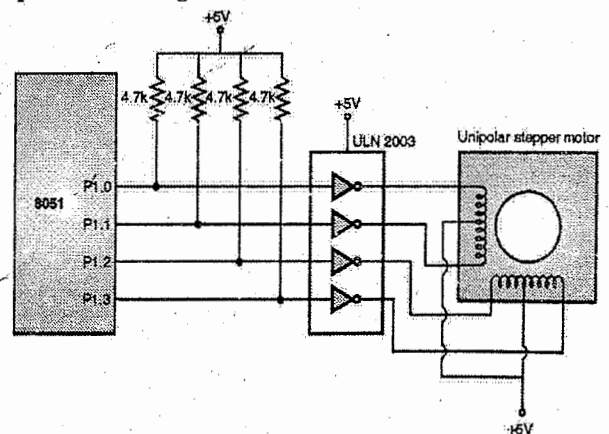 +5V
4.7k 4.7k 4.7k 4.7k
+5V
ULN 2003
Unipolar stepper motor
8051
P1.0
P1.1
P1.2
P1.3
+5V